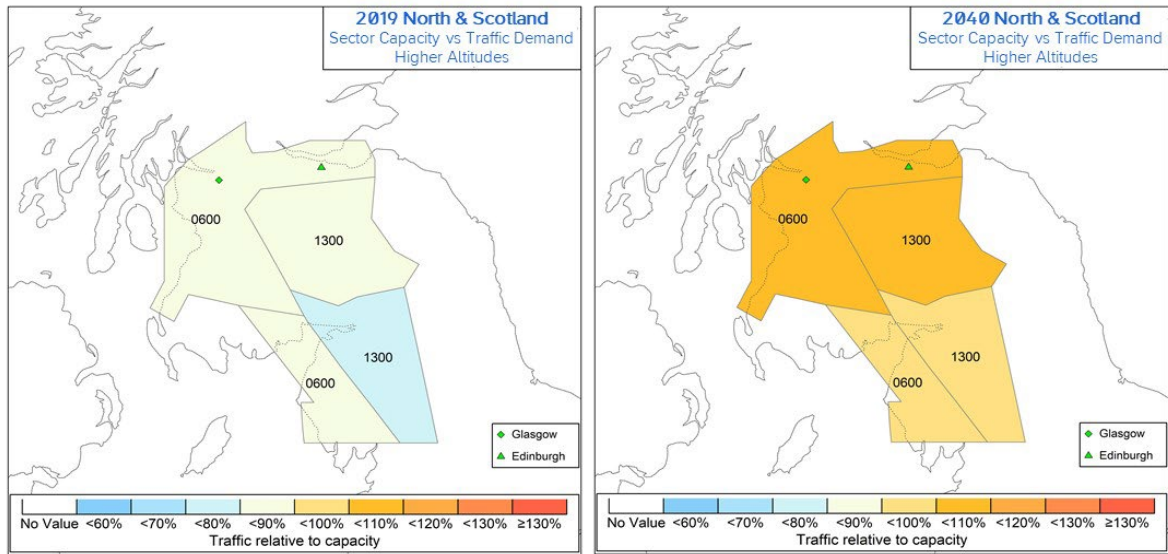 2019 North & Scotland
Sector Capacity vs Traffic Demand
Higher Altitudes
0600
1300
1300
0600
Glasgow
Edinburgh
No Value <60% <70% <80% <90% <100% <110% <120% <130% ≥130%
Traffic relative to capacity
2040 North & Scotland
Sector Capacity vs Traffic Demand
Higher Altitudes
0600
1300
1300
0600
Glasgow
Edinburgh
No Value <60% <70% <80% <90% <100% <110% <120% <130% ≥130%
Traffic relative to capacity